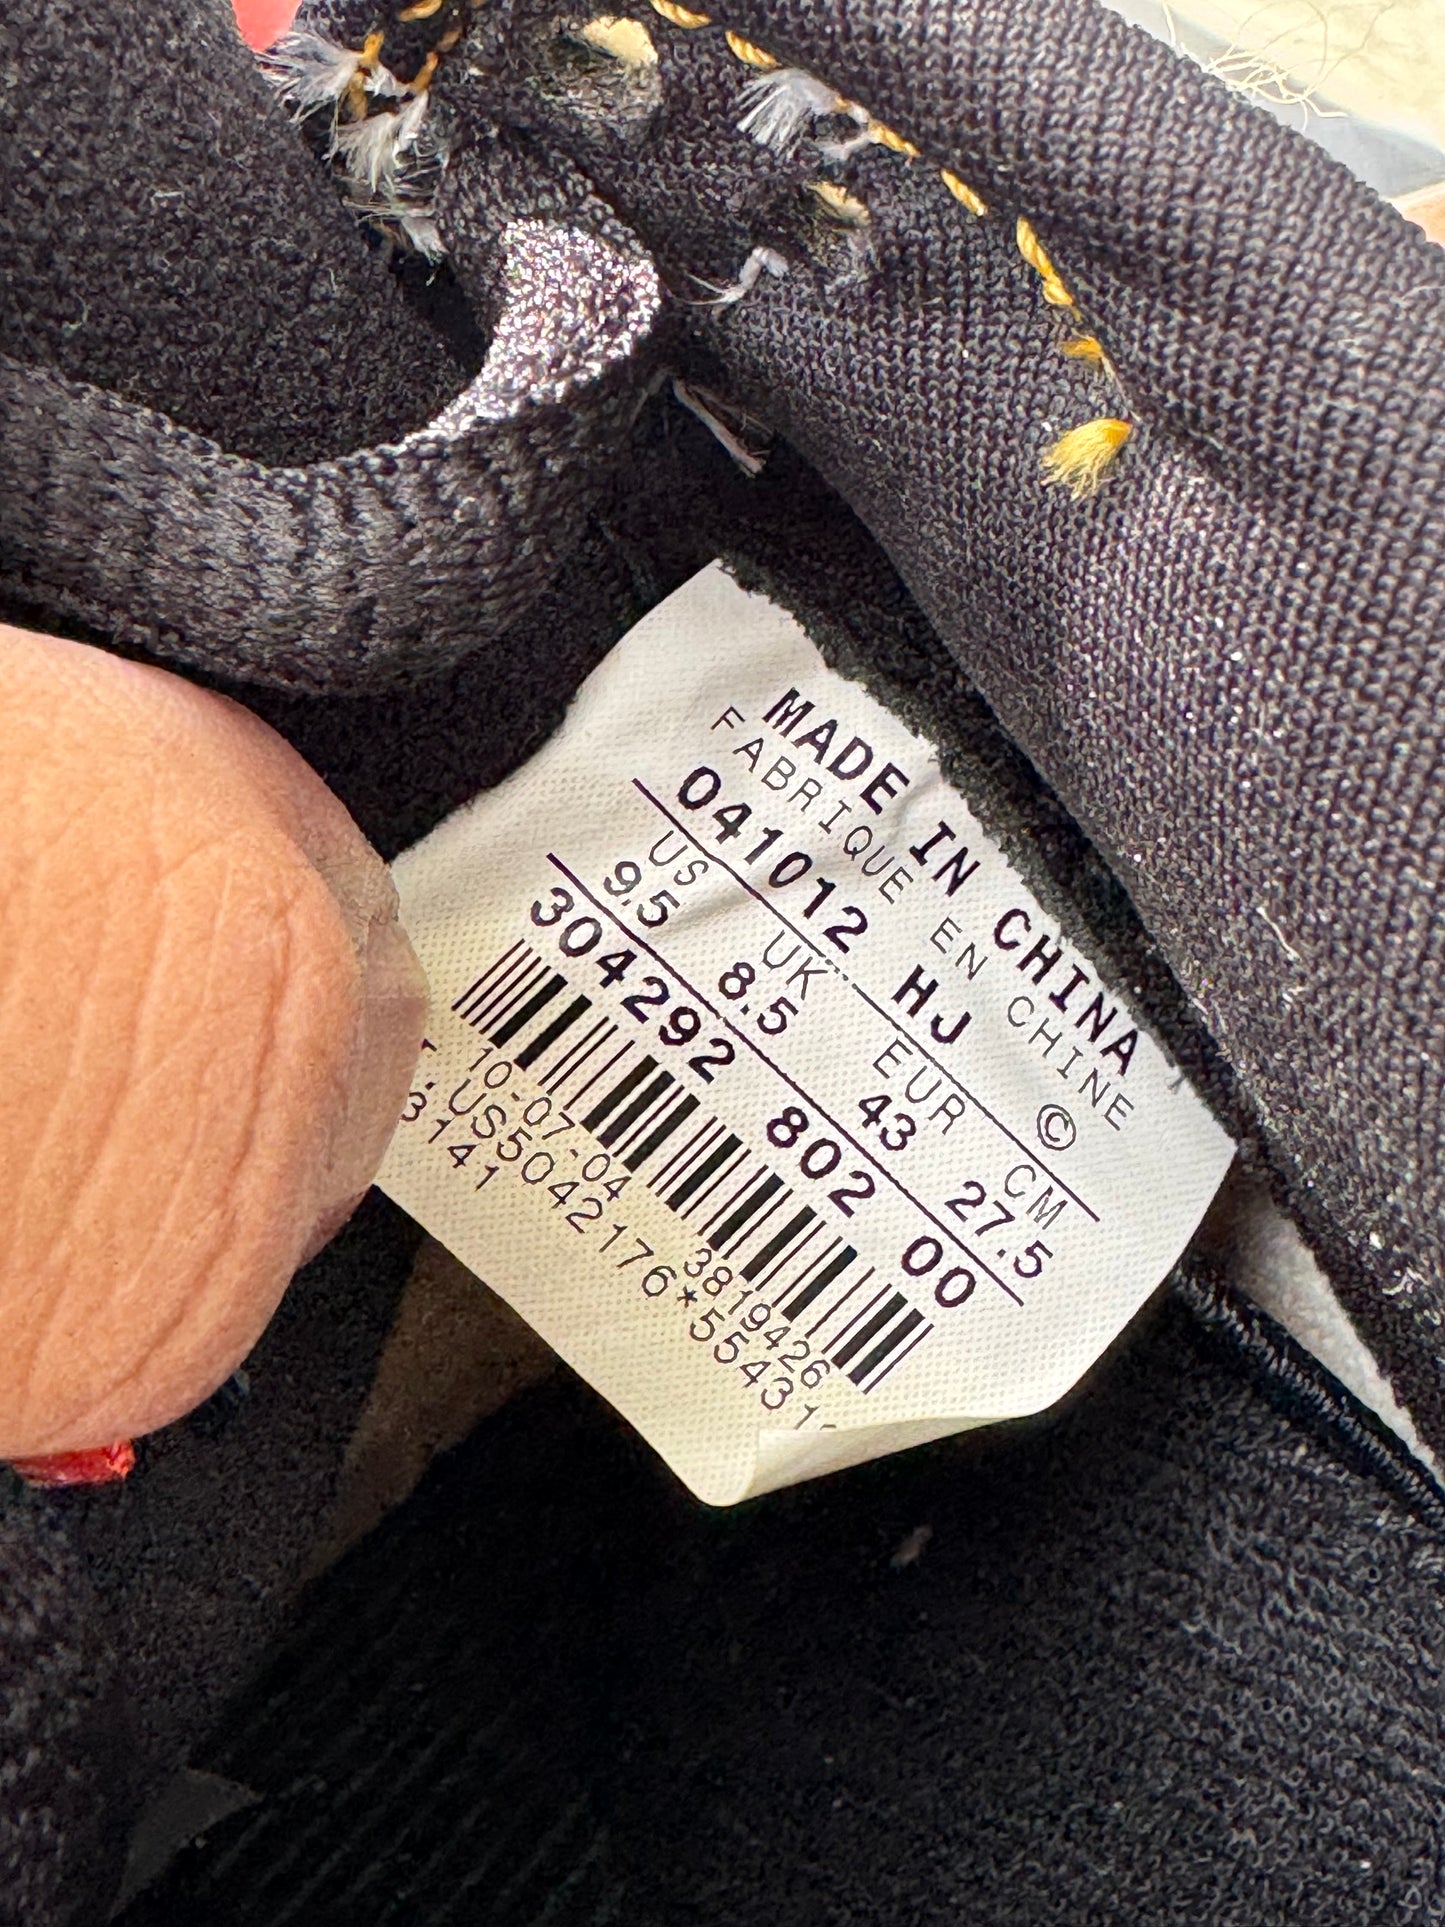 MADE IN CHINA
FABRIQUE EN CHINE
041012 HJ ©
US UK EUR CM
9.5 8.5 43 27.5
304292 802 00
10-07-04 3819426
US5042176*55431
3141